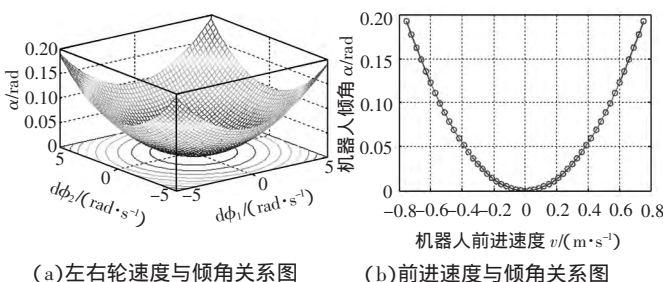 0.20
0.15
0.10
0.05
0
α/rad
5
0
−5
dϕ₂/(rad·s⁻¹)
−5
0
5
dϕ₁/(rad·s⁻¹)
(a)左右轮速度与倾角关系图
0.20
0.15
0.10
0.05
0
机器人倾角 α/rad
−0.8 −0.6 −0.4 −0.2 0 0.2 0.4 0.6 0.8
机器人前进速度 v/(m·s⁻¹)
(b)前进速度与倾角关系图